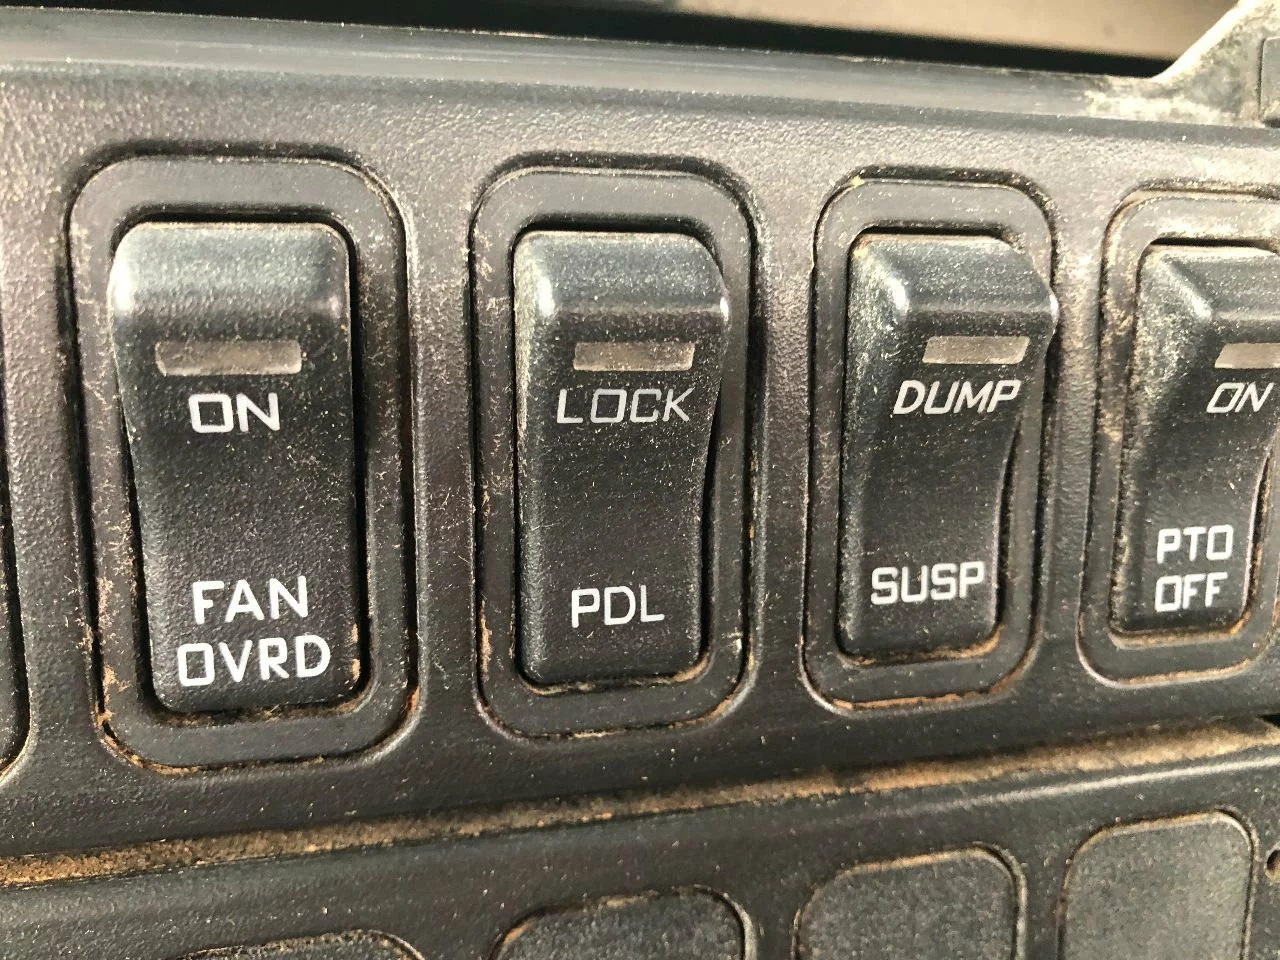 ON
FAN
OVRD
LOCK
PDL
DUMP
SUSP
ON
PTO
OFF